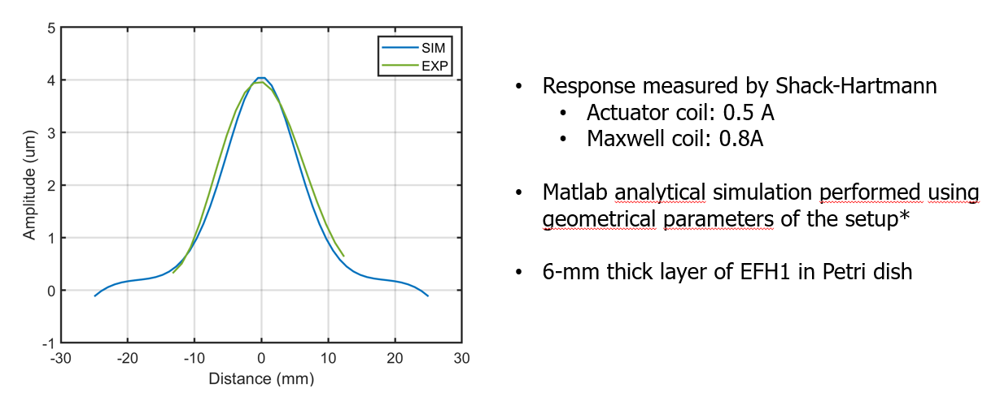 5
4
3
2
1
0
-1
-30
-20
-10
0
10
20
30
Amplitude (um)
Distance (mm)
SIM
EXP
• Response measured by Shack-Hartmann
• Actuator coil: 0.5 A
• Maxwell coil: 0.8A
• Matlab analytical simulation performed using
geometrical parameters of the setup*
• 6-mm thick layer of EFH1 in Petri dish